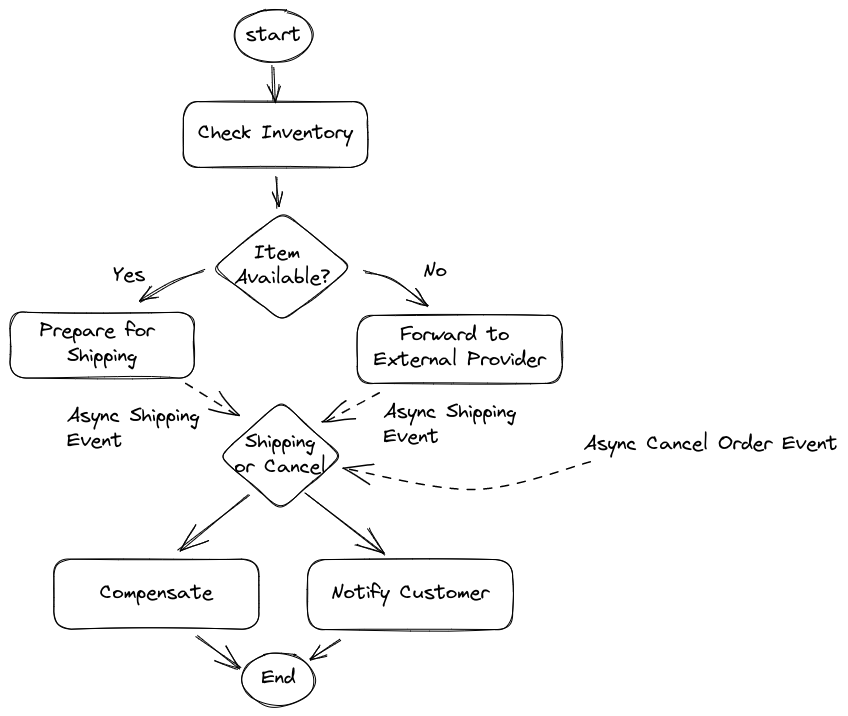 start
Check Inventory
Item
Available?
Yes
No
Prepare for
Shipping
Forward to
External Provider
Async Shipping
Event
Async Shipping
Event
Shipping
or Cancel
Async Cancel Order Event
Compensate
Notify Customer
End